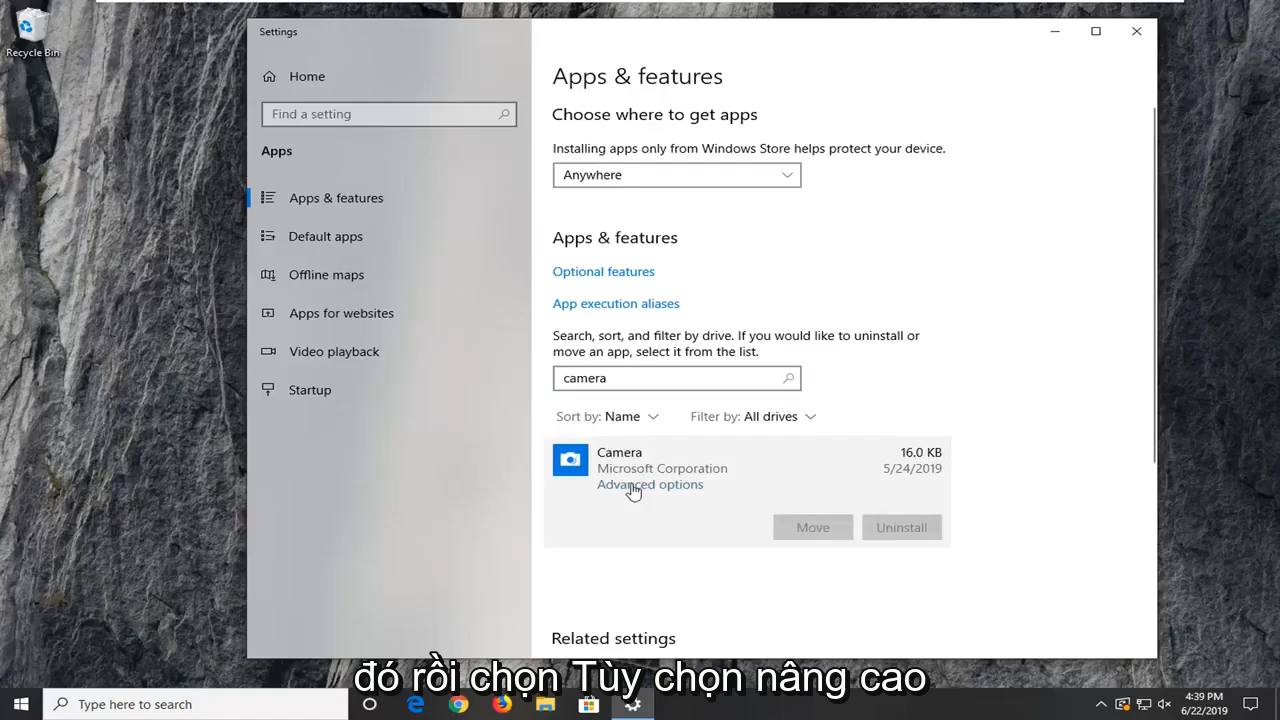 Recycle Bin
Settings
Home
Find a setting
Apps
Apps & features
Default apps
Offline maps
Apps for websites
Video playback
Startup
Apps & features
Choose where to get apps
Installing apps only from Windows Store helps protect your device.
Anywhere
Apps & features
Optional features
App execution aliases
Search, sort, and filter by drive. If you would like to uninstall or
move an app, select it from the list.
camera
Sort by: Name Filter by: All drives
Camera 16.0 KB
Microsoft Corporation 5/24/2019
Advanced options
Move Uninstall
Related settings
đó rồi chọn Tùy chọn nâng cao
Type here to search
4:39 PM
6/22/2019